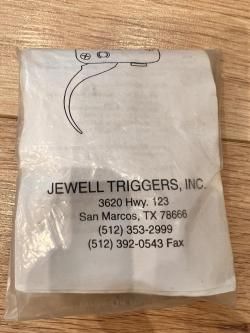 JEWELL TRIGGERS, INC.
3620 Hwy. 123
San Marcos, TX 78666
(512) 353-2999
(512) 392-0543 Fax